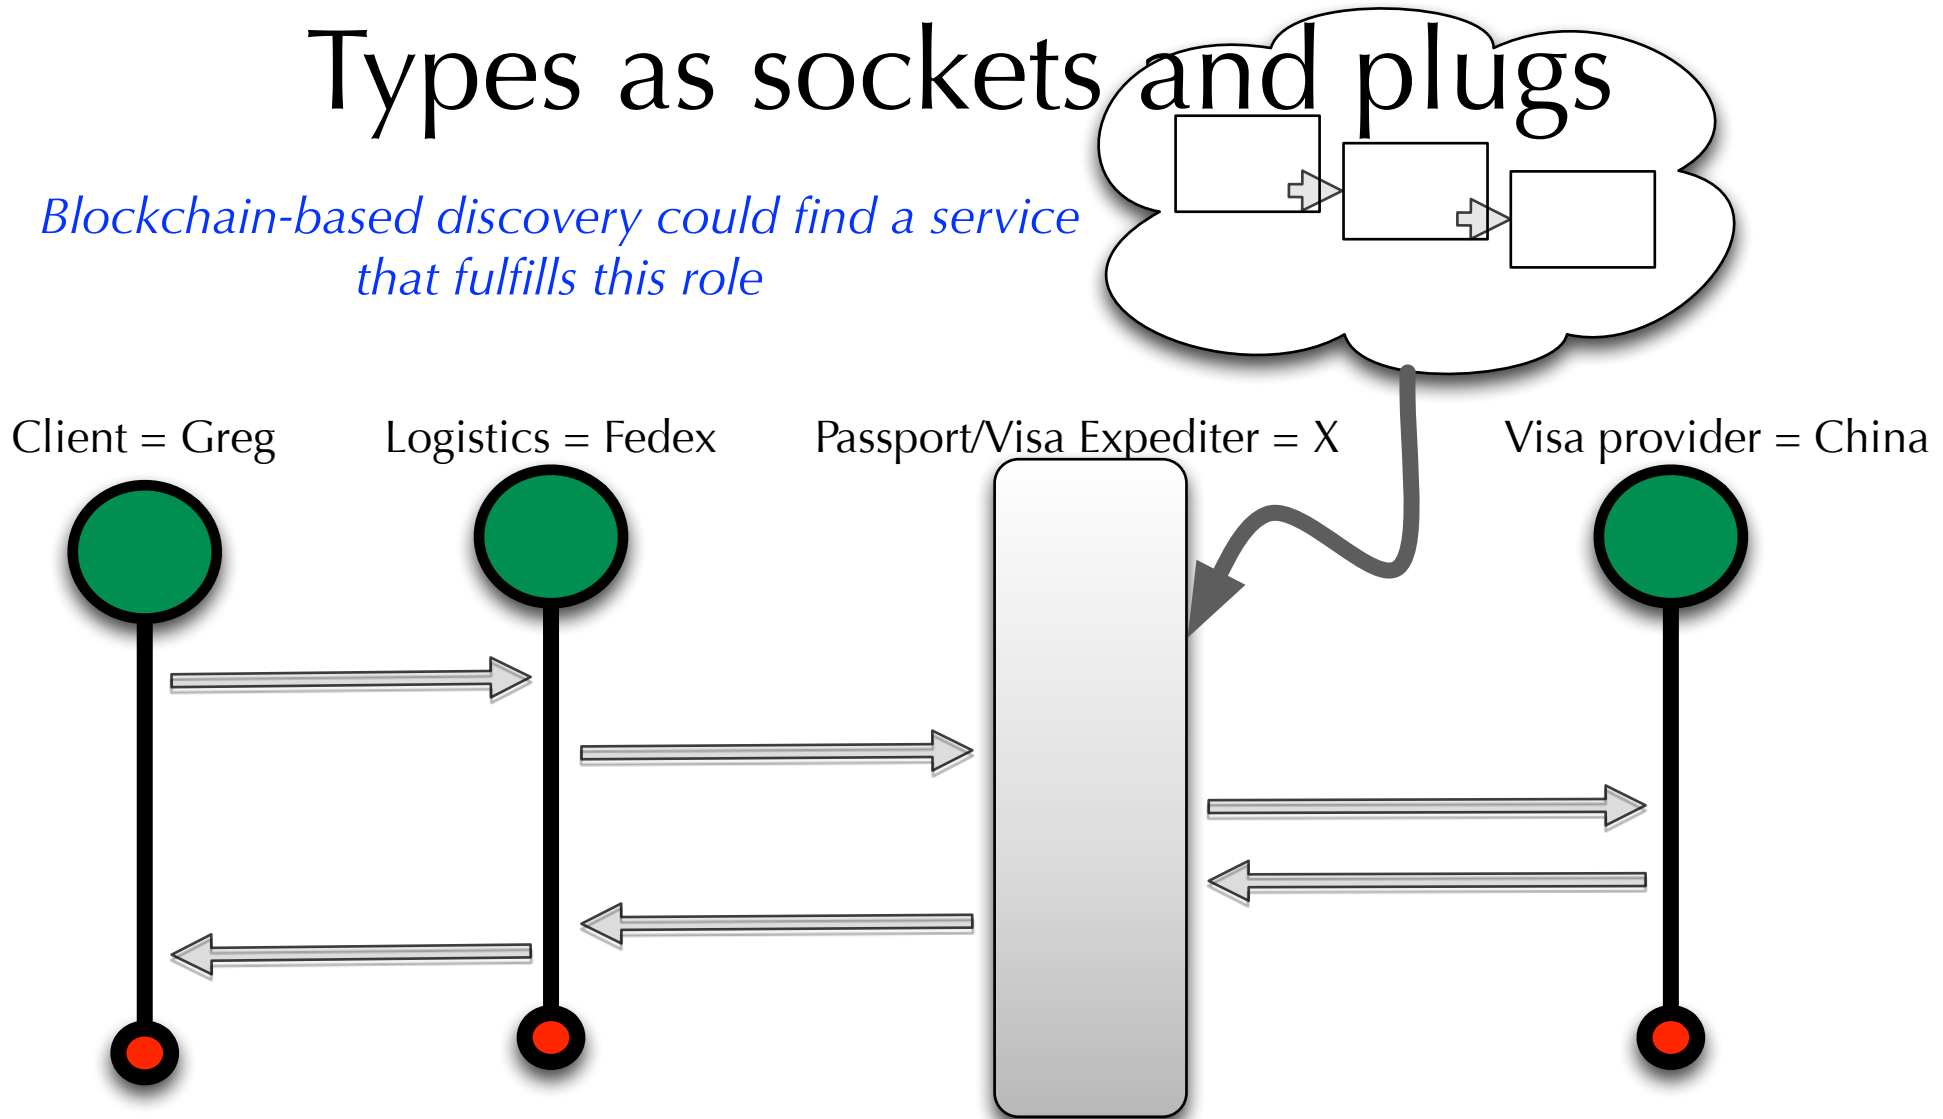 Types as sockets and plugs
Blockchain-based discovery could find a service
that fulfills this role
Client = Greg
Logistics = Fedex
Passport/Visa Expediter = X
Visa provider = China